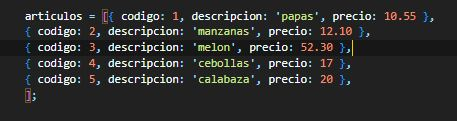 articulos = [{ codigo: 1, descripcion: 'papas', precio: 10.55 },
{ codigo: 2, descripcion: 'manzanas', precio: 12.10 },
{ codigo: 3, descripcion: 'melon', precio: 52.30 },
{ codigo: 4, descripcion: 'cebollas', precio: 17 },
{ codigo: 5, descripcion: 'calabaza', precio: 20 },
];